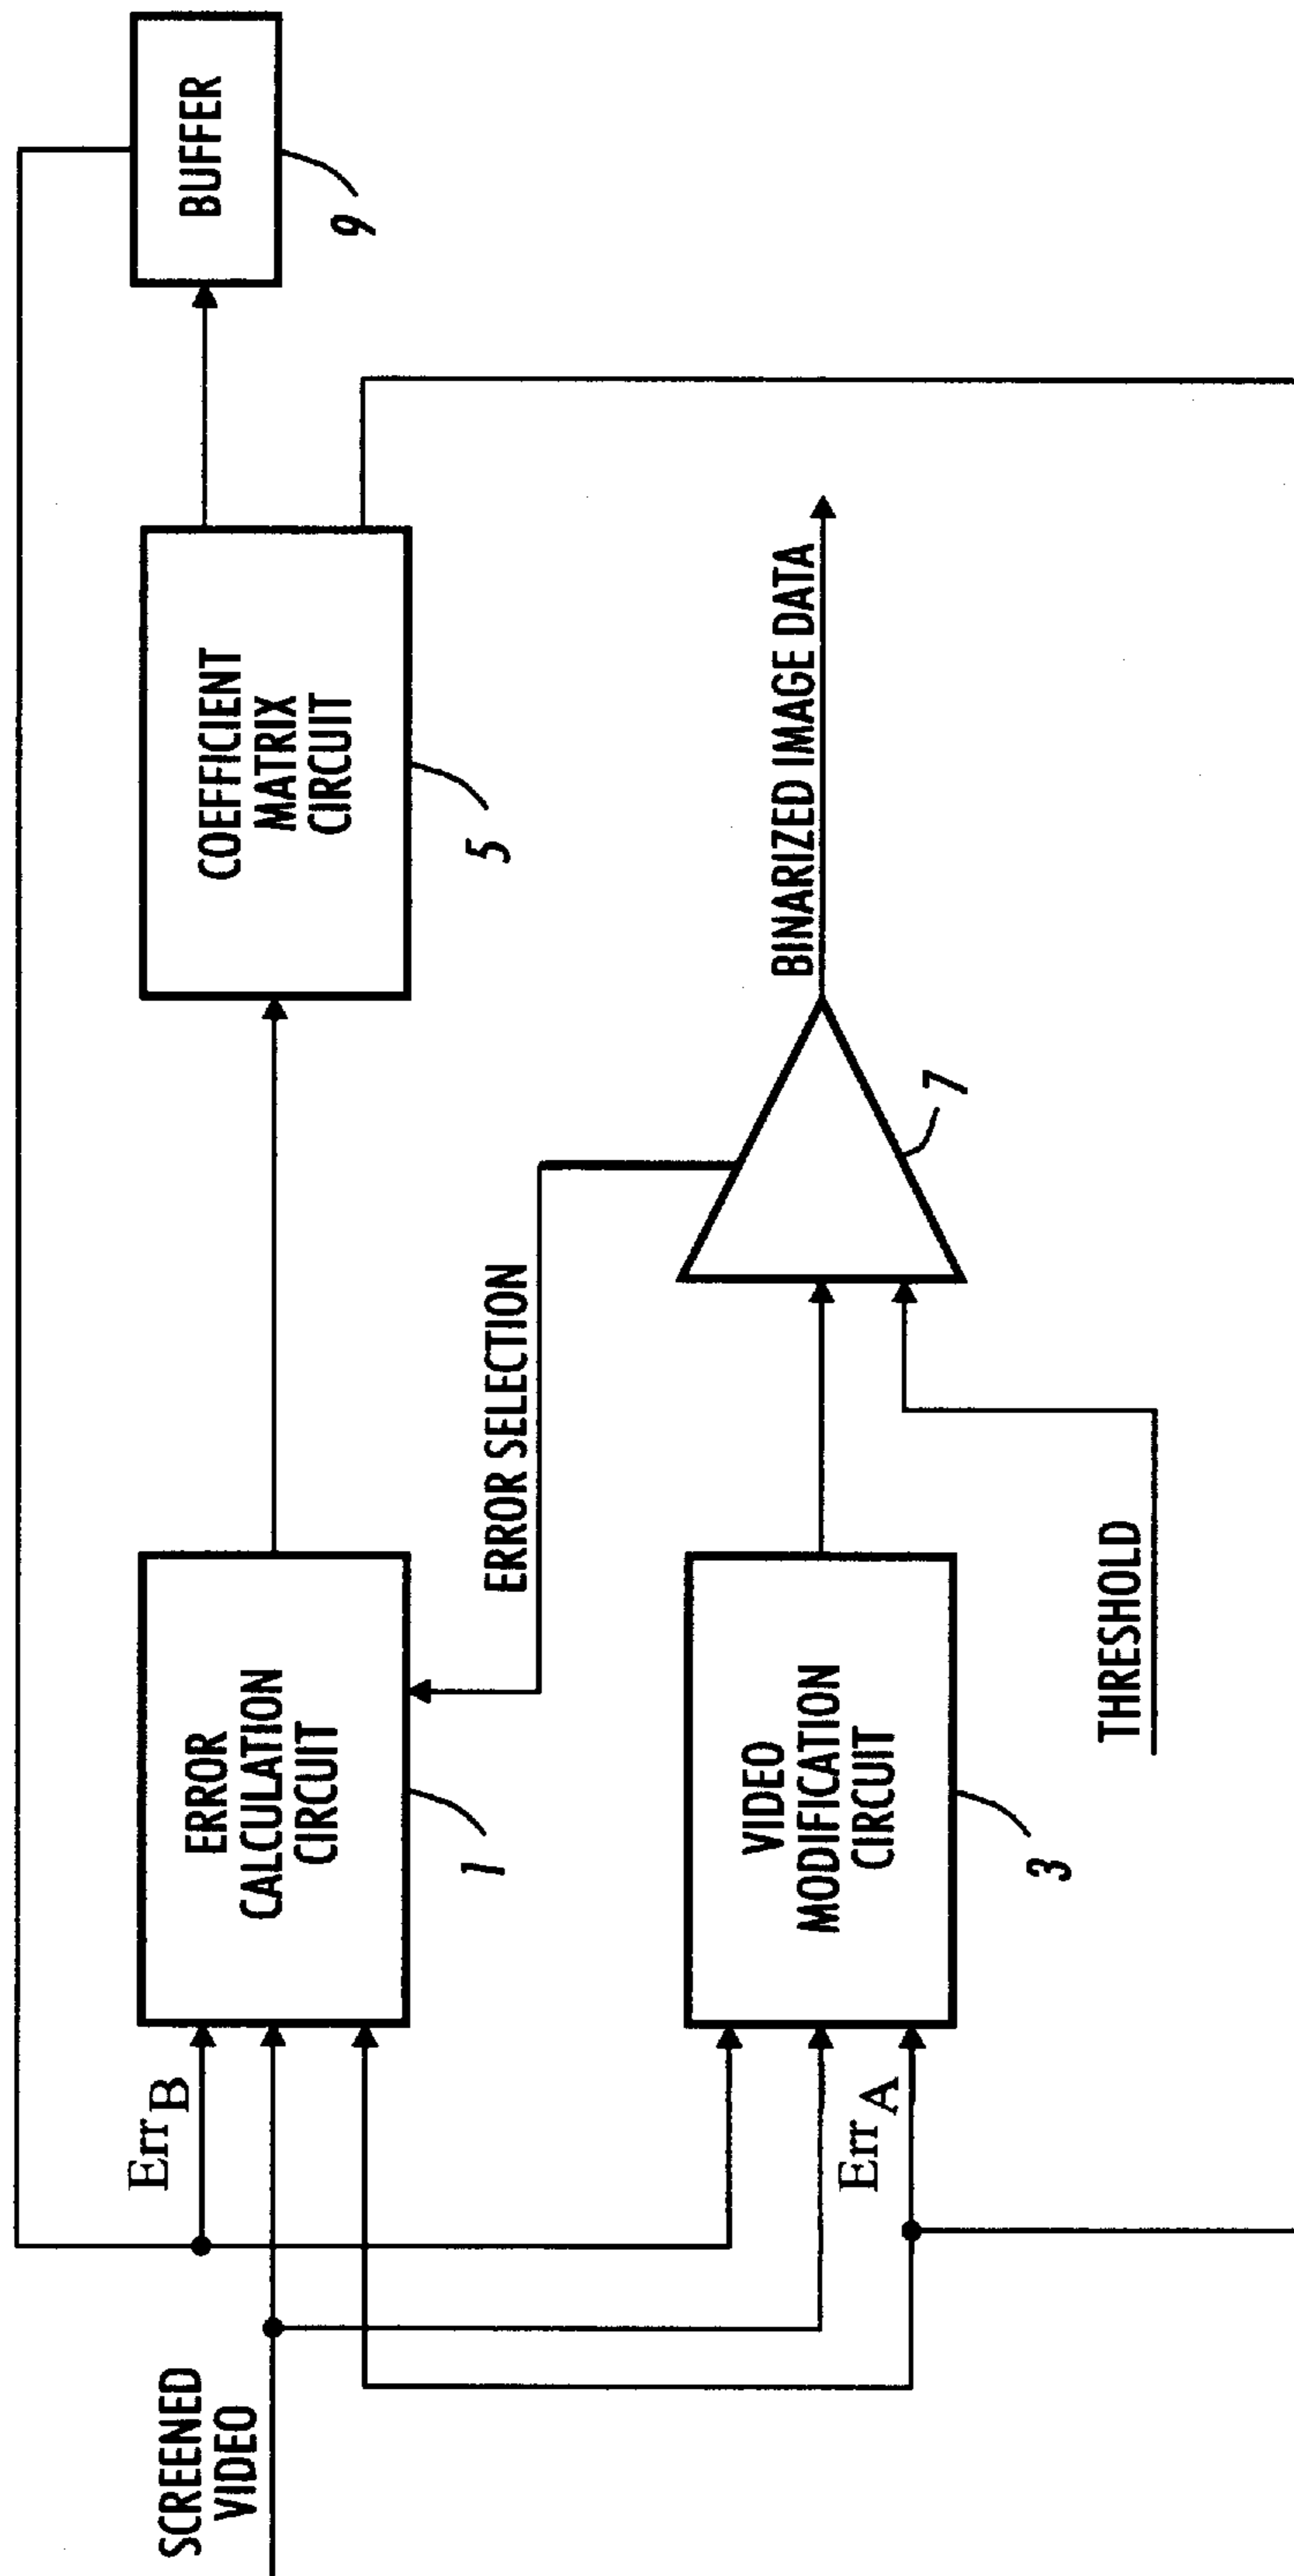 SCREENED
VIDEO
Err B
ERROR
CALCULATION
CIRCUIT
1
COEFFICIENT
MATRIX
CIRCUIT
5
BUFFER
9
ERROR SELECTION
Err A
VIDEO
MODIFICATION
CIRCUIT
3
7
BINARIZED IMAGE DATA
THRESHOLD